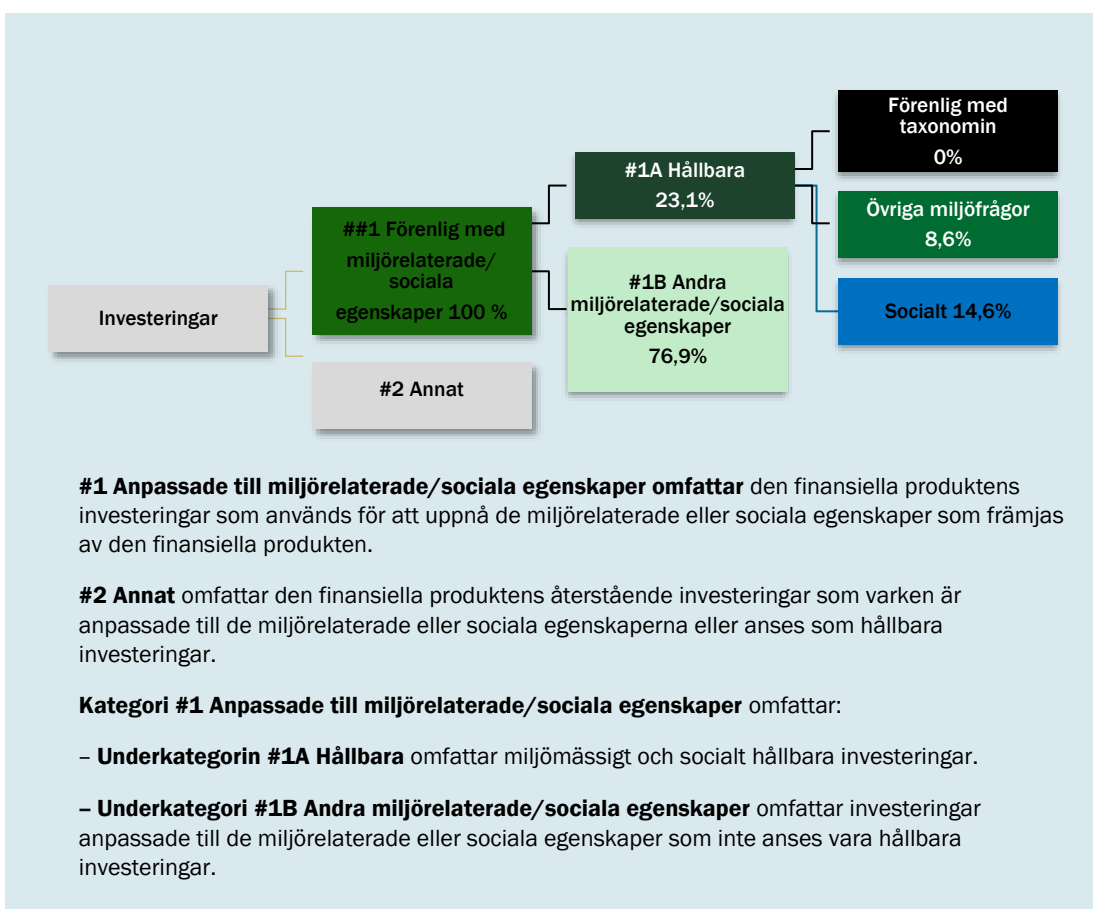 Investeringar
##1 Förenlig med
miljörelaterade/
sociala
egenskaper 100 %
#2 Annat
#1A Hållbara
23,1%
#1B Andra
miljörelaterade/sociala
egenskaper
76,9%
Förenlig med
taxonomin
0%
Övriga miljöfrågor
8,6%
Socialt 14,6%
#1 Anpassade till miljörelaterade/sociala egenskaper omfattar den finansiella produktens
investeringar som används för att uppnå de miljörelaterade eller sociala egenskaper som främjas
av den finansiella produkten.
#2 Annat omfattar den finansiella produktens återstående investeringar som varken är
anpassade till de miljörelaterade eller sociala egenskaperna eller anses som hållbara
investeringar.
Kategori #1 Anpassade till miljörelaterade/sociala egenskaper omfattar:
– Underkategorin #1A Hållbara omfattar miljömässigt och socialt hållbara investeringar.
– Underkategori #1B Andra miljörelaterade/sociala egenskaper omfattar investeringar
anpassade till de miljörelaterade eller sociala egenskaper som inte anses vara hållbara
investeringar.